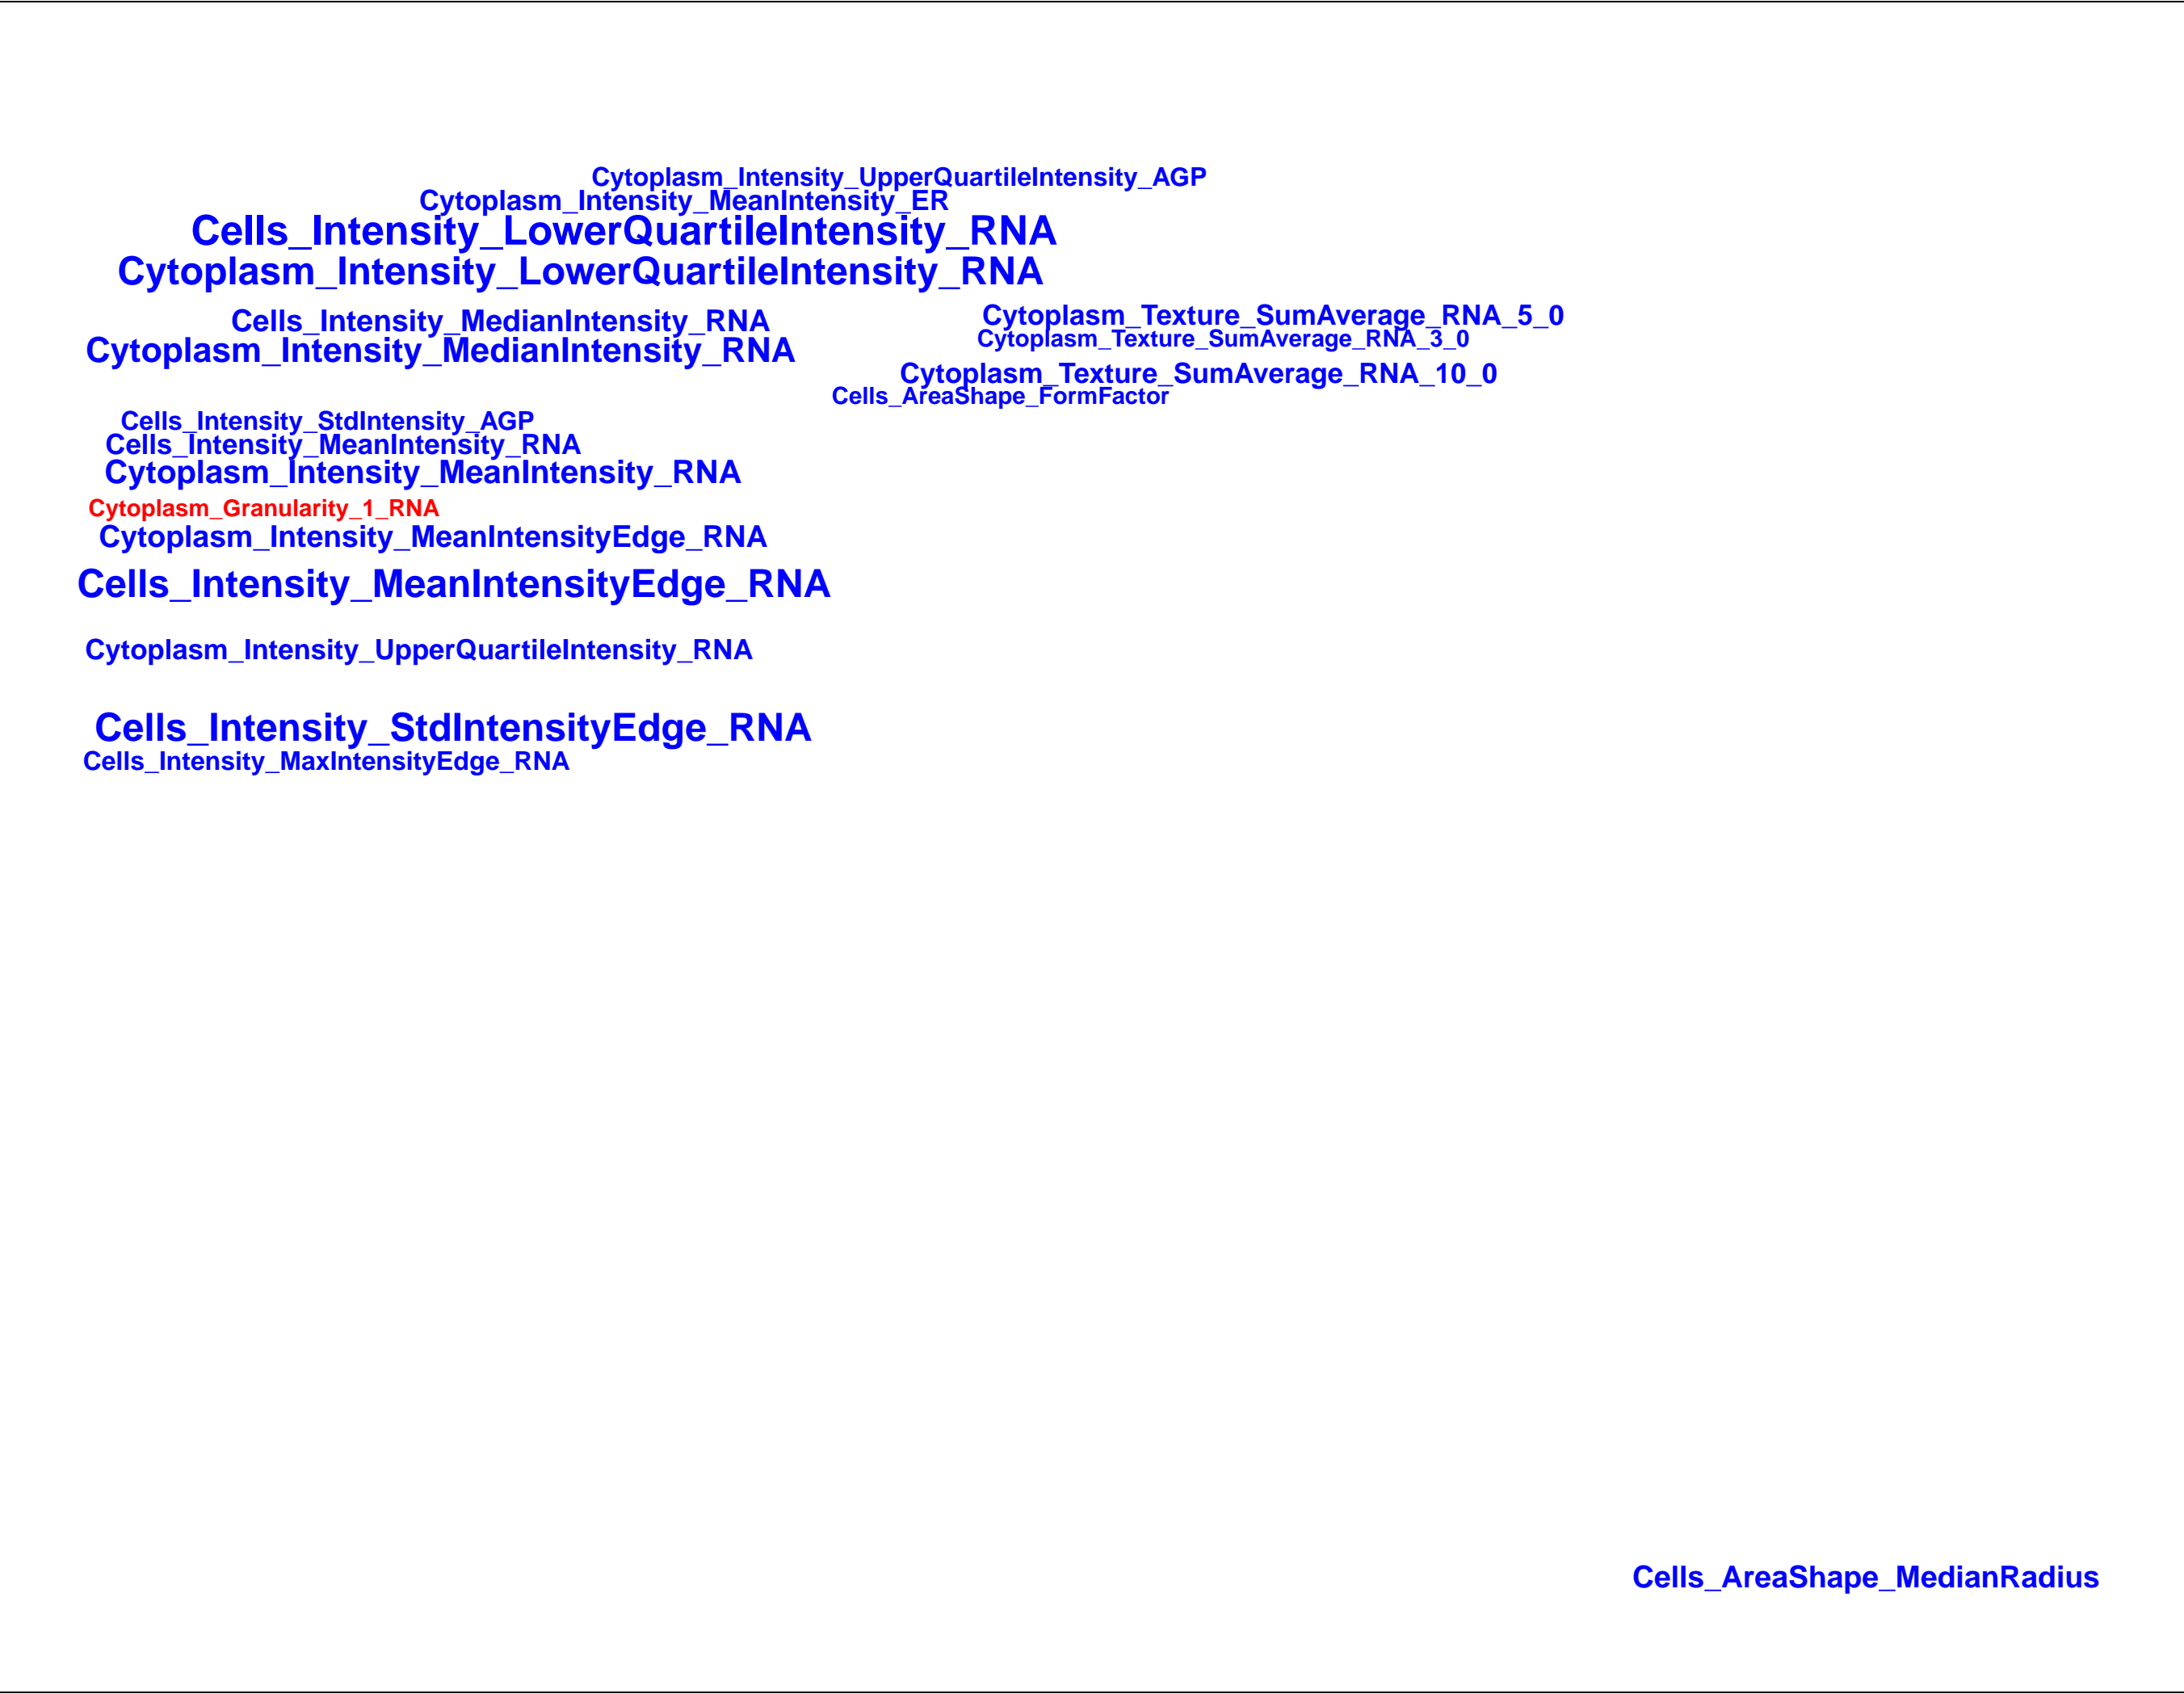 Cytoplasm_Intensity_UpperQuartileIntensity_AGP
Cytoplasm_Intensity_MeanIntensity_ER
Cells_Intensity_LowerQuartileIntensity_RNA
Cytoplasm_Intensity_LowerQuartileIntensity_RNA
Cells_Intensity_MedianIntensity_RNA
Cytoplasm_Intensity_MedianIntensity_RNA
Cytoplasm_Texture_SumAverage_RNA_5_0
Cytoplasm_Texture_SumAverage_RNA_3_0
Cytoplasm_Texture_SumAverage_RNA_10_0
Cells_AreaShape_FormFactor
Cells_Intensity_StdIntensity_AGP
Cells_Intensity_MeanIntensity_RNA
Cytoplasm_Intensity_MeanIntensity_RNA
Cytoplasm_Granularity_1_RNA
Cytoplasm_Intensity_MeanIntensityEdge_RNA
Cells_Intensity_MeanIntensityEdge_RNA
Cytoplasm_Intensity_UpperQuartileIntensity_RNA
Cells_Intensity_StdIntensityEdge_RNA
Cells_Intensity_MaxIntensityEdge_RNA
Cells_AreaShape_MedianRadius